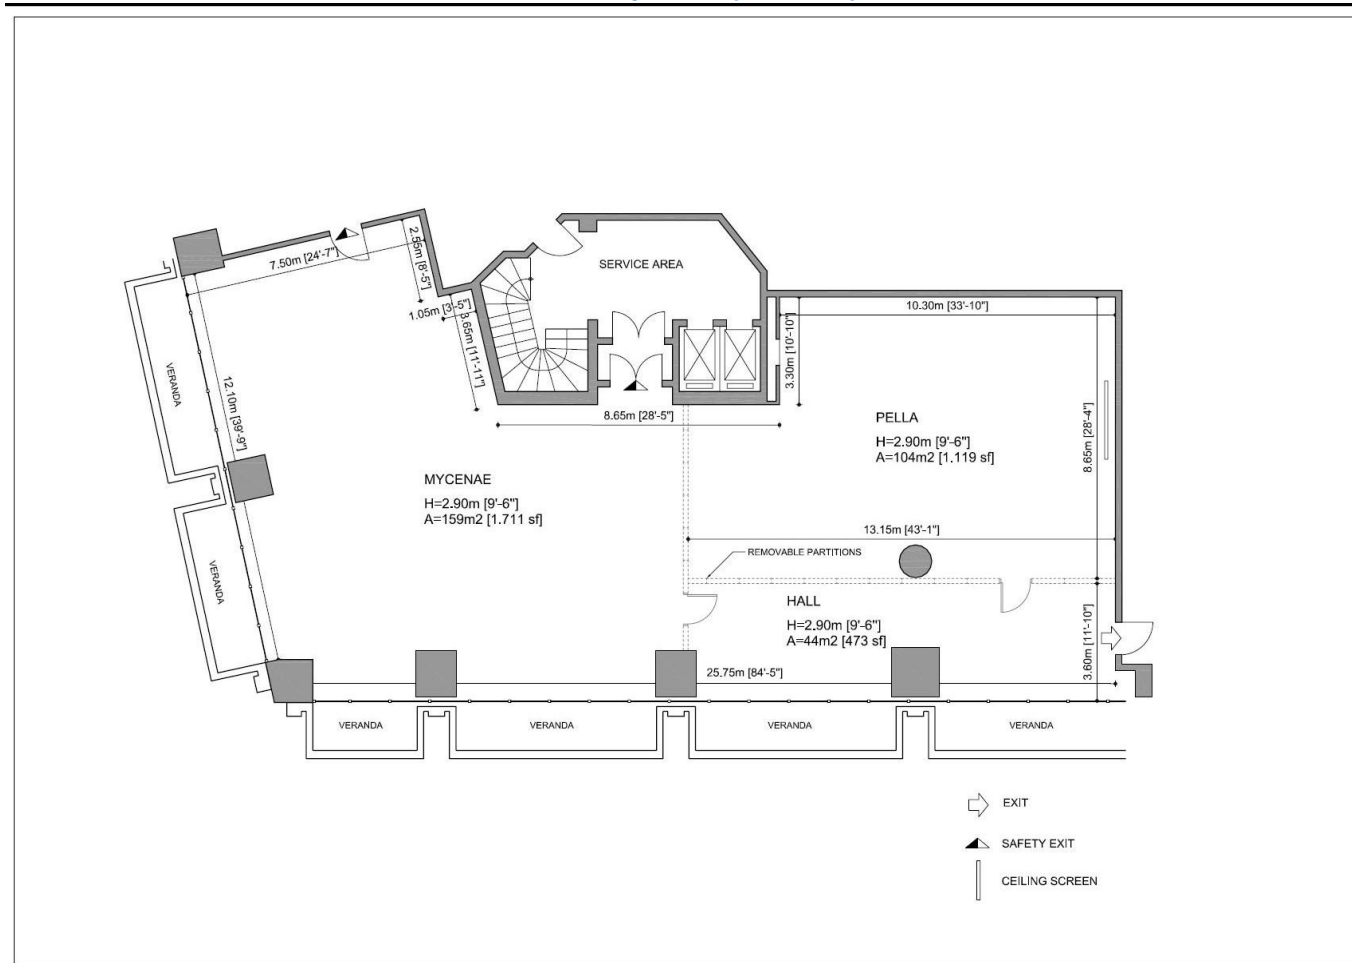 SERVICE AREA
7.50m [24'-7"]
2.55m [8'-5"]
1.05m [3'-5"]
3.65m [11'-11"]
10.30m [33'-10"]
3.30m [10'-10"]
VERANDA
12.10m [39'-9"]
8.65m [28'-5"]
PELLA
H=2.90m [9'-6"]
A=104m2 [1.119 sf]
8.65m [28'-4"]
MYCENAE
H=2.90m [9'-6"]
A=159m2 [1.711 sf]
13.15m [43'-1"]
REMOVABLE PARTITIONS
VERANDA
HALL
H=2.90m [9'-6"]
A=44m2 [473 sf]
3.60m [11'-10"]
25.75m [84'-5"]
VERANDA
VERANDA
VERANDA
VERANDA
EXIT
SAFETY EXIT
CEILING SCREEN